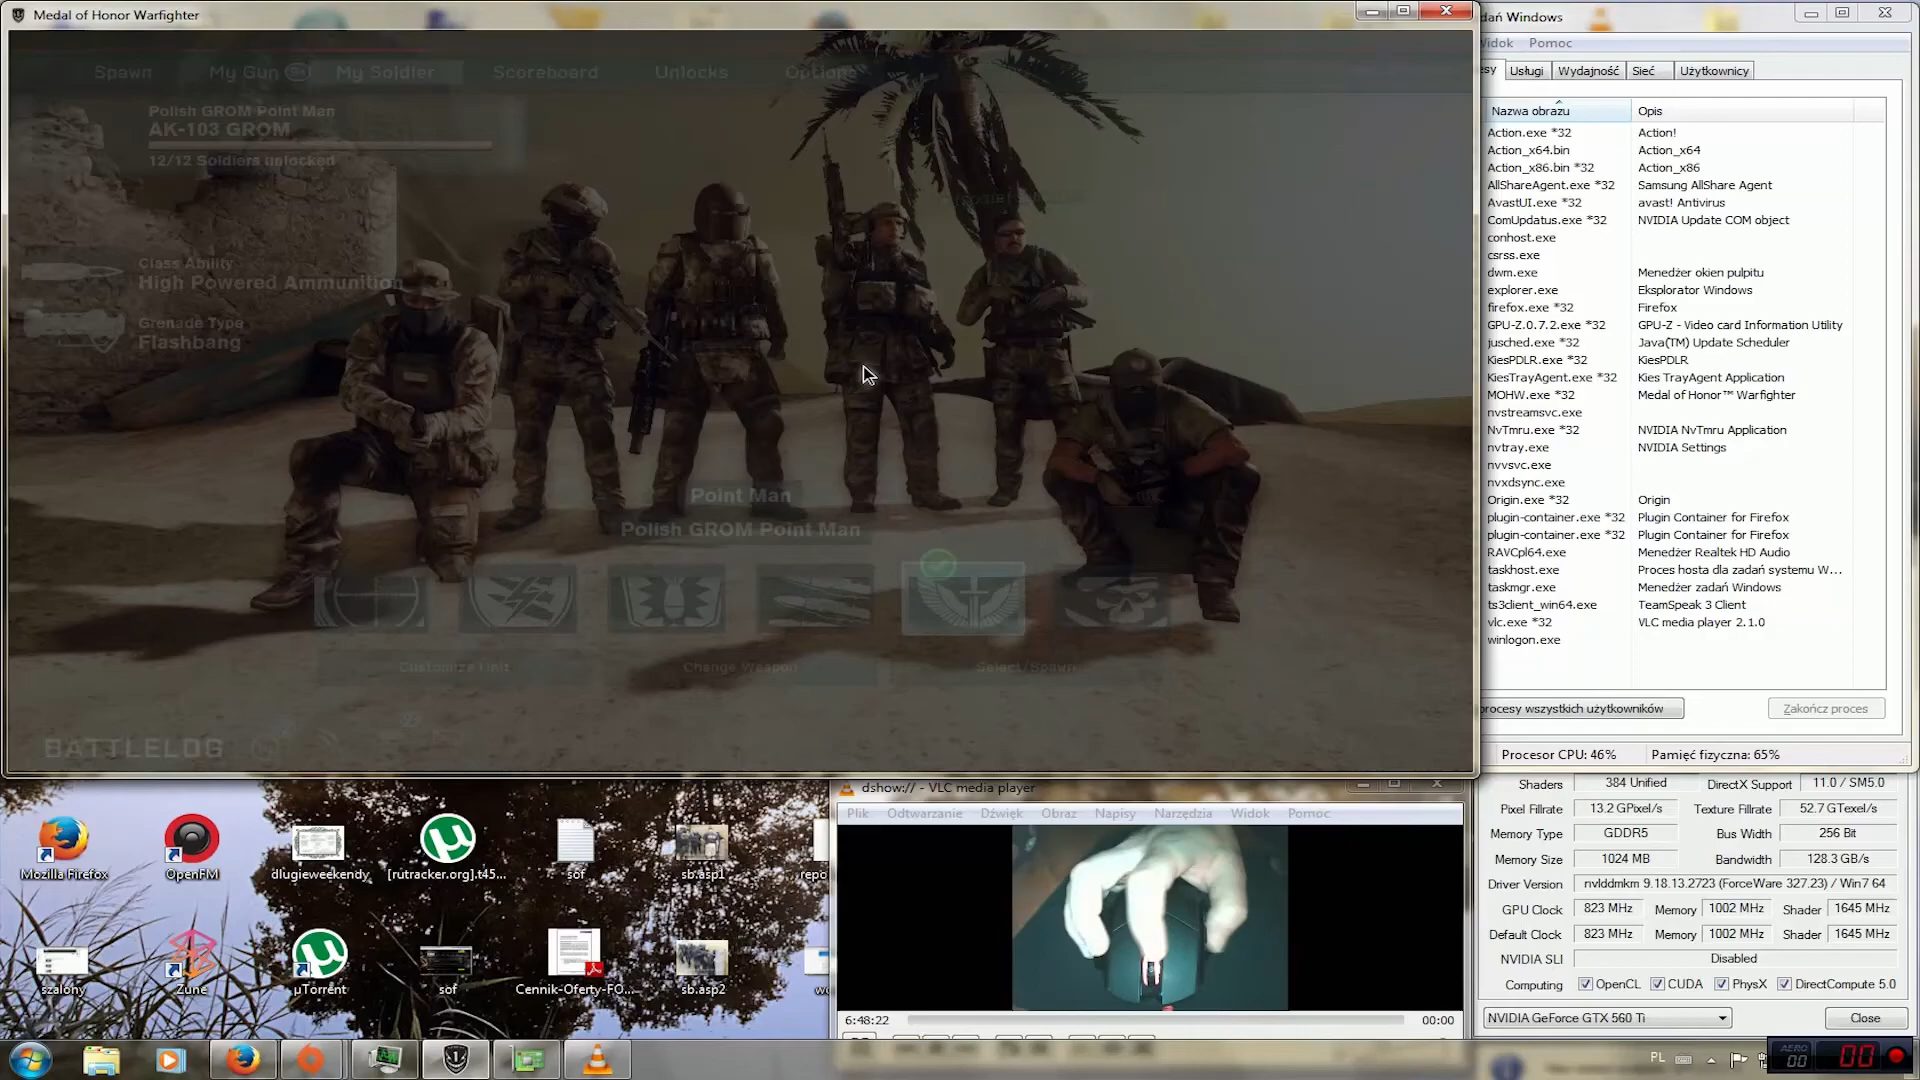 Medal of Honor Warfighter
Spawn
My Gun
My Soldier
Scoreboard
Unlocks
Options
Polish GROM Point Man
AK-103 GROM
12/12 Soldiers unlocked
Class Ability
High Powered Ammunition
Grenade Type
Flashbang
Point Man
Polish GROM Point Man
Customize Unit
Change Weapon
Select/Spawn
BATTLELOG
dań Windows
Widok Pomoc
esy Usługi Wydajność Sieć Użytkownicy
Nazwa obrazu Opis
Action.exe *32 Action!
Action_x64.bin Action_x64
Action_x86.bin *32 Action_x86
AllShareAgent.exe *32 Samsung AllShare Agent
AvastUI.exe *32 avast! Antivirus
ComUpdatus.exe *32 NVIDIA Update COM object
conhost.exe
csrss.exe
dwm.exe Menedżer okien pulpitu
explorer.exe Eksplorator Windows
firefox.exe *32 Firefox
GPU-Z.0.7.2.exe *32 GPU-Z - Video card Information Utility
jusched.exe *32 Java(TM) Update Scheduler
KiesPDLR.exe *32 KiesPDLR
KiesTrayAgent.exe *32 Kies TrayAgent Application
MOHW.exe *32 Medal of Honor™ Warfighter
nvstreamsvc.exe
NvTmru.exe *32 NVIDIA NvTmru Application
nvtray.exe NVIDIA Settings
nvvsvc.exe
nvxdsync.exe
Origin.exe *32 Origin
plugin-container.exe *32 Plugin Container for Firefox
plugin-container.exe *32 Plugin Container for Firefox
RAVCpl64.exe Menedżer Realtek HD Audio
taskhost.exe Proces hosta dla zadań systemu W...
taskmgr.exe Menedżer zadań Windows
ts3client_win64.exe TeamSpeak 3 Client
vlc.exe *32 VLC media player 2.1.0
winlogon.exe
procesy wszystkich użytkowników
Zakończ proces
Procesor CPU: 46% Pamięć fizyczna: 65%
Shaders 384 Unified DirectX Support 11.0 / SM5.0
Pixel Fillrate 13.2 GPixel/s Texture Fillrate 52.7 GTexel/s
Memory Type GDDR5 Bus Width 256 Bit
Memory Size 1024 MB Bandwidth 128.3 GB/s
Driver Version nvlddmkm 9.18.13.2723 (ForceWare 327.23) / Win7 64
GPU Clock 823 MHz Memory 1002 MHz Shader 1645 MHz
Default Clock 823 MHz Memory 1002 MHz Shader 1645 MHz
NVIDIA SLI Disabled
Computing OpenCL CUDA PhysX DirectCompute 5.0
NVIDIA GeForce GTX 560 Ti Close
dshow:// - VLC media player
Plik Odtwarzanie Dźwięk Obraz Napisy Narzędzia Widok Pomoc
6:48:22 00:00
Mozilla Firefox
OpenFM
dlugieweekendy
[rutracker.org].t45...
sof
sb.asp1
repo
szalony
Zune
µTorrent
sof
Cennik-Oferty-FO...
sb.asp2
PL
AERO
00
00